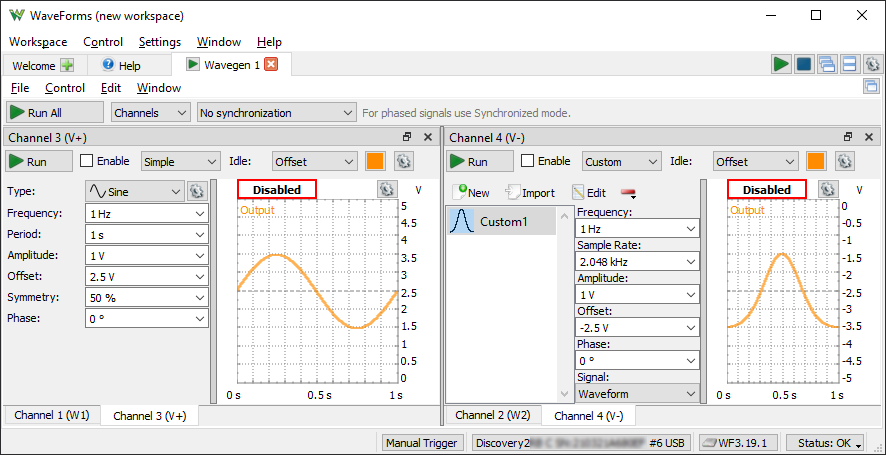 WaveForms (new workspace)
Workspace Control Settings Window Help
Welcome Help Wavegen 1
File Control Edit Window
Run All Channels No synchronization For phased signals use Synchronized mode.
Channel 3 (V+)
Run Enable Simple Idle: Offset
Type: Sine
Frequency: 1 Hz
Period: 1 s
Amplitude: 1 V
Offset: 2.5 V
Symmetry: 50 %
Phase: 0 °
Disabled V
Output
5
4.5
3.5
2.5
1.5
0.5
0
0 s 0.5 s 1 s
Channel 1 (W1) Channel 3 (V+)
Channel 4 (V-)
Run Enable Custom Idle: Offset
New Import Edit
Custom1
Frequency:
1 Hz
Sample Rate:
2.048 kHz
Amplitude:
1 V
Offset:
-2.5 V
Phase:
0 °
Signal:
Waveform
Disabled V
Output
0
-0.5
-1
-1.5
-2
-2.5
-3
-3.5
-4
-4.5
-5
0 s 0.5 s 1 s
Channel 2 (W2) Channel 4 (V-)
Manual Trigger Discovery2 #6 USB WF3.19.1 Status: OK